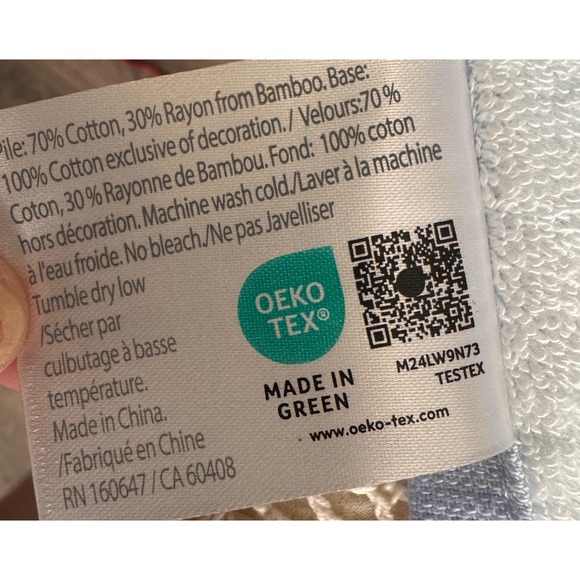 Pile: 70% Cotton, 30% Rayon from Bamboo. Base:
100% Cotton exclusive of decoration./ Velours:70%
Coton, 30% Rayonne de Bambou. Fond: 100% coton
hors décoration. Machine wash cold./Laver à la machine
à l'eau froide. No bleach./Ne pas Javelliser
Tumble dry low
/Sécher par
culbutage à basse
température.
Made in China.
/Fabriqué en Chine
RN 160647 / CA 60408
OEKO
TEX®
MADE IN
GREEN
M24LW9N73
TESTEX
www.oeko-tex.com